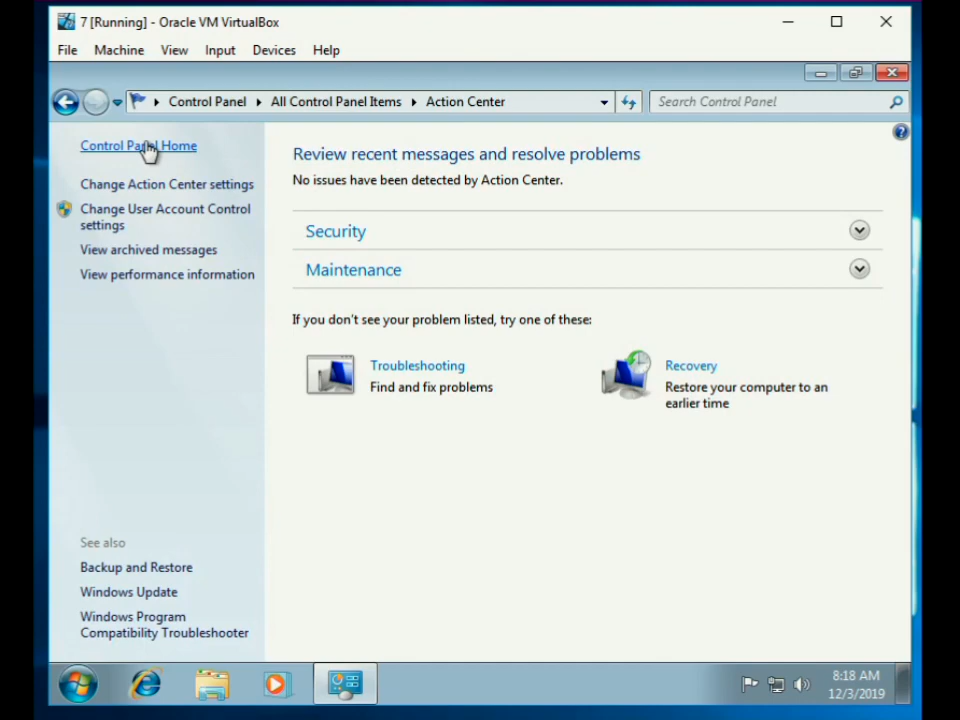 7 [Running] - Oracle VM VirtualBox
File Machine View Input Devices Help
Control Panel All Control Panel Items Action Center
Search Control Panel
Control Panel Home
Change Action Center settings
Change User Account Control
settings
View archived messages
View performance information
Review recent messages and resolve problems
No issues have been detected by Action Center.
Security
Maintenance
If you don't see your problem listed, try one of these:
Troubleshooting
Find and fix problems
Recovery
Restore your computer to an
earlier time
See also
Backup and Restore
Windows Update
Windows Program
Compatibility Troubleshooter
8:18 AM
12/3/2019